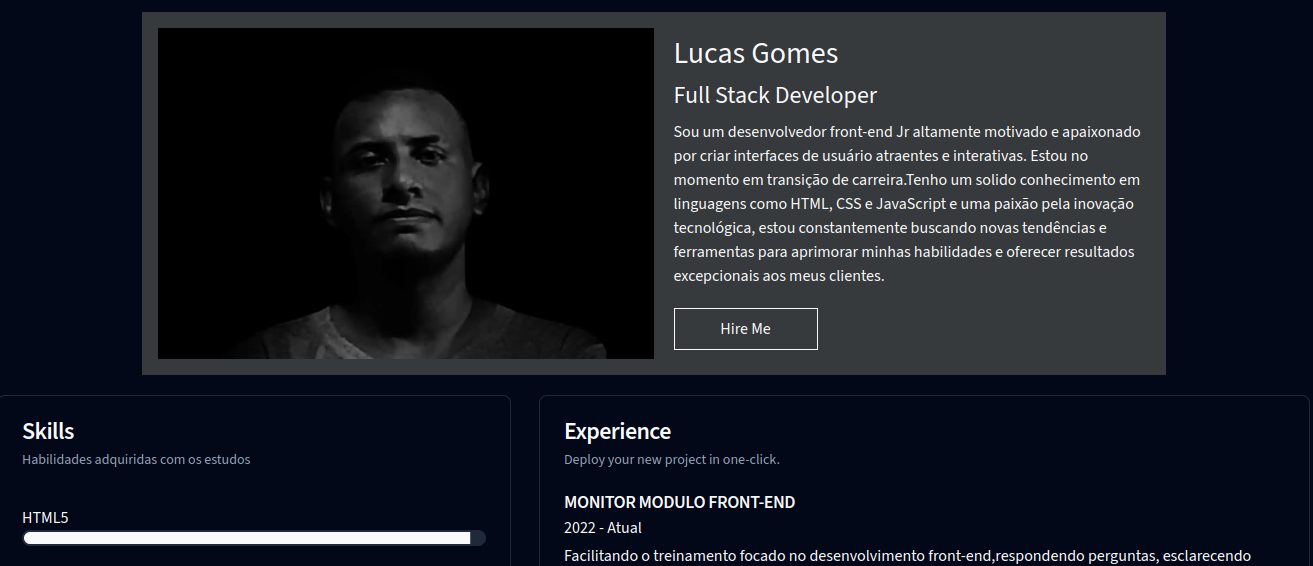 Lucas Gomes
Full Stack Developer
Sou um desenvolvedor front-end Jr altamente motivado e apaixonado
por criar interfaces de usuário atraentes e interativas. Estou no
momento em transição de carreira.Tenho um solido conhecimento em
linguagens como HTML, CSS e JavaScript e uma paixão pela inovação
tecnológica, estou constantemente buscando novas tendências e
ferramentas para aprimorar minhas habilidades e oferecer resultados
excepcionais aos meus clientes.
Hire Me
Skills
Habilidades adquiridas com os estudos
HTML5
Experience
Deploy your new project in one-click.
MONITOR MODULO FRONT-END
2022 - Atual
Facilitando o treinamento focado no desenvolvimento front-end,respondendo perguntas, esclarecendo